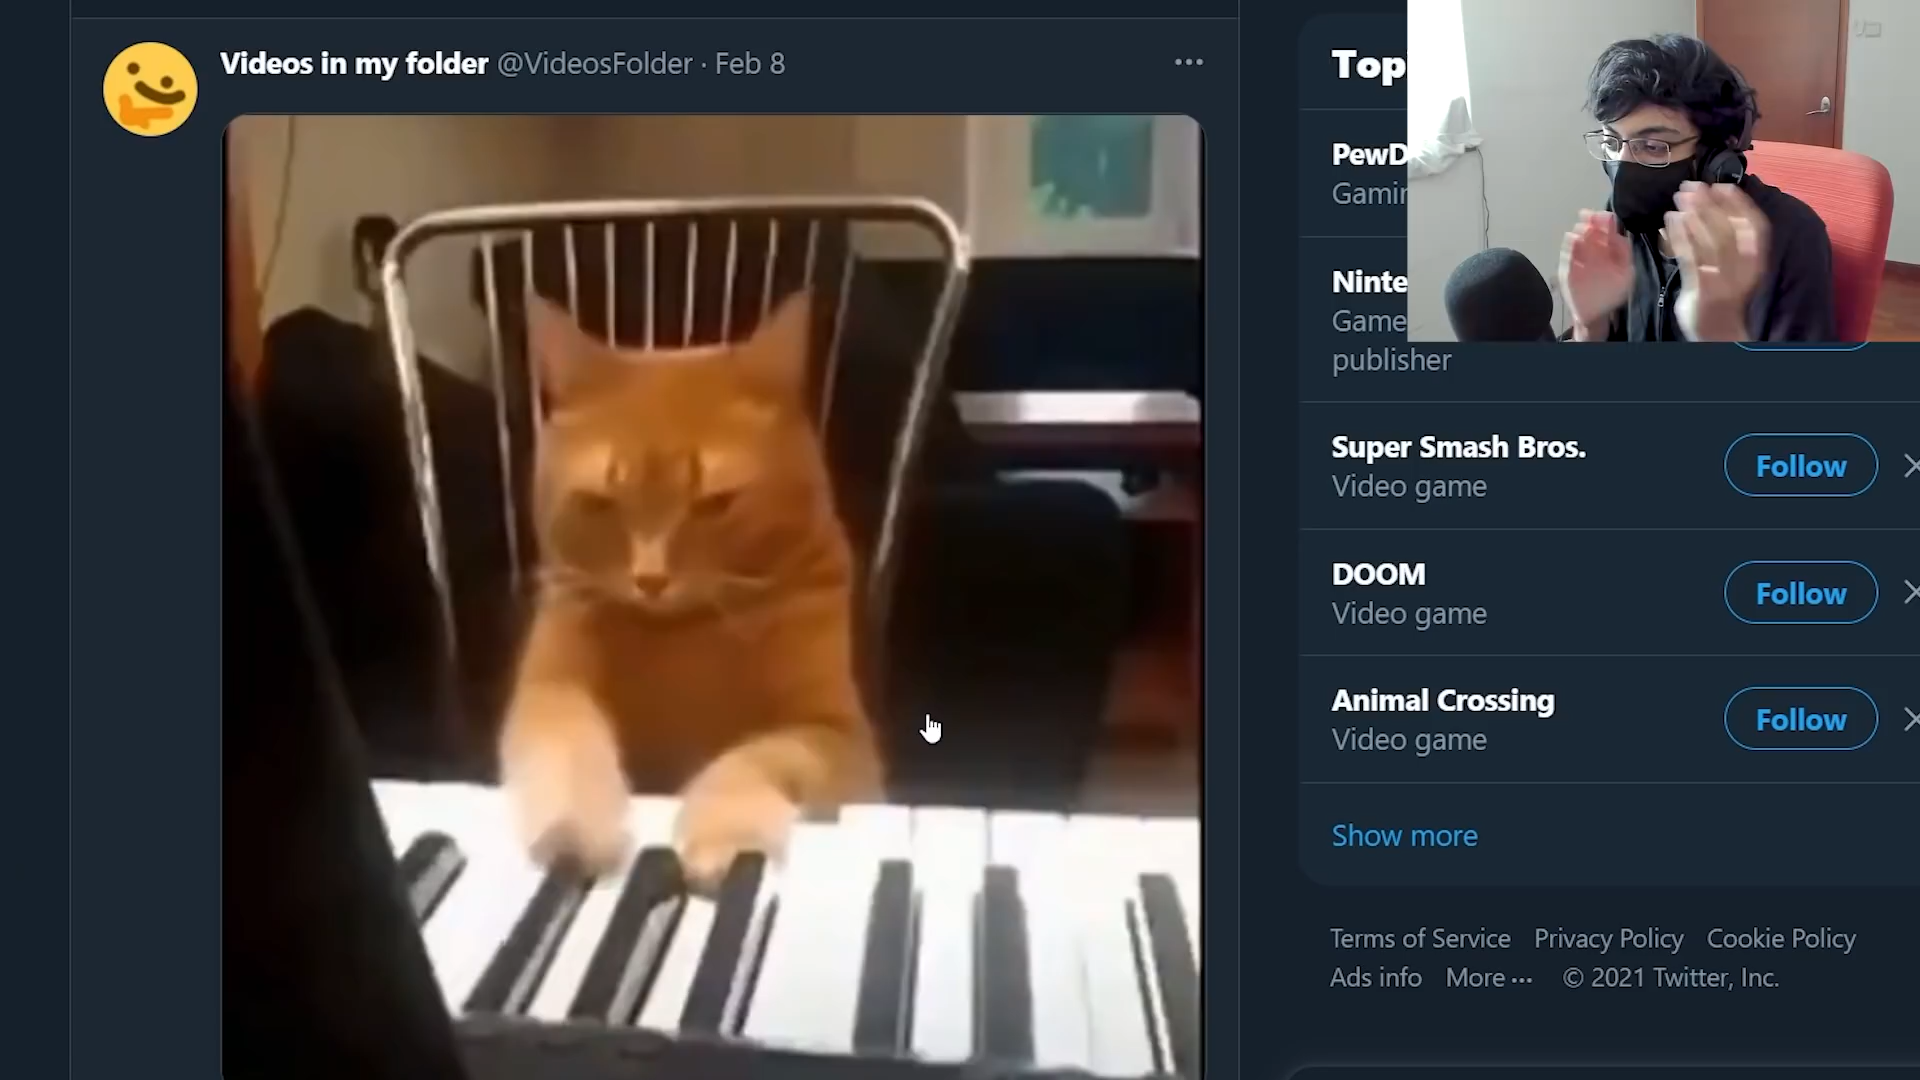 Videos in my folder @VideosFolder · Feb 8
Top
PewD
Gamin
Ninte
Game
publisher
Super Smash Bros.
Video game
Follow
DOOM
Video game
Follow
Animal Crossing
Video game
Follow
Show more
Terms of Service Privacy Policy Cookie Policy
Ads info More ··· © 2021 Twitter, Inc.